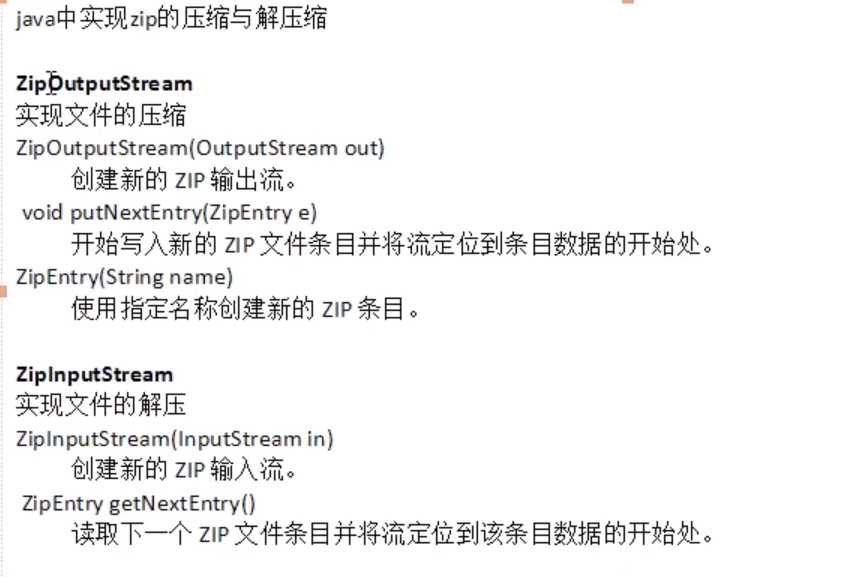 java中实现zip的压缩与解压缩
ZipOutputStream
实现文件的压缩
ZipOutputStream(OutputStream out)
创建新的 ZIP 输出流。
void putNextEntry(ZipEntry e)
开始写入新的 ZIP 文件条目并将流定位到条目数据的开始处。
ZipEntry(String name)
使用指定名称创建新的 ZIP 条目。
ZipInputStream
实现文件的解压
ZipInputStream(InputStream in)
创建新的 ZIP 输入流。
ZipEntry getNextEntry()
读取下一个 ZIP 文件条目并将流定位到该条目数据的开始处。